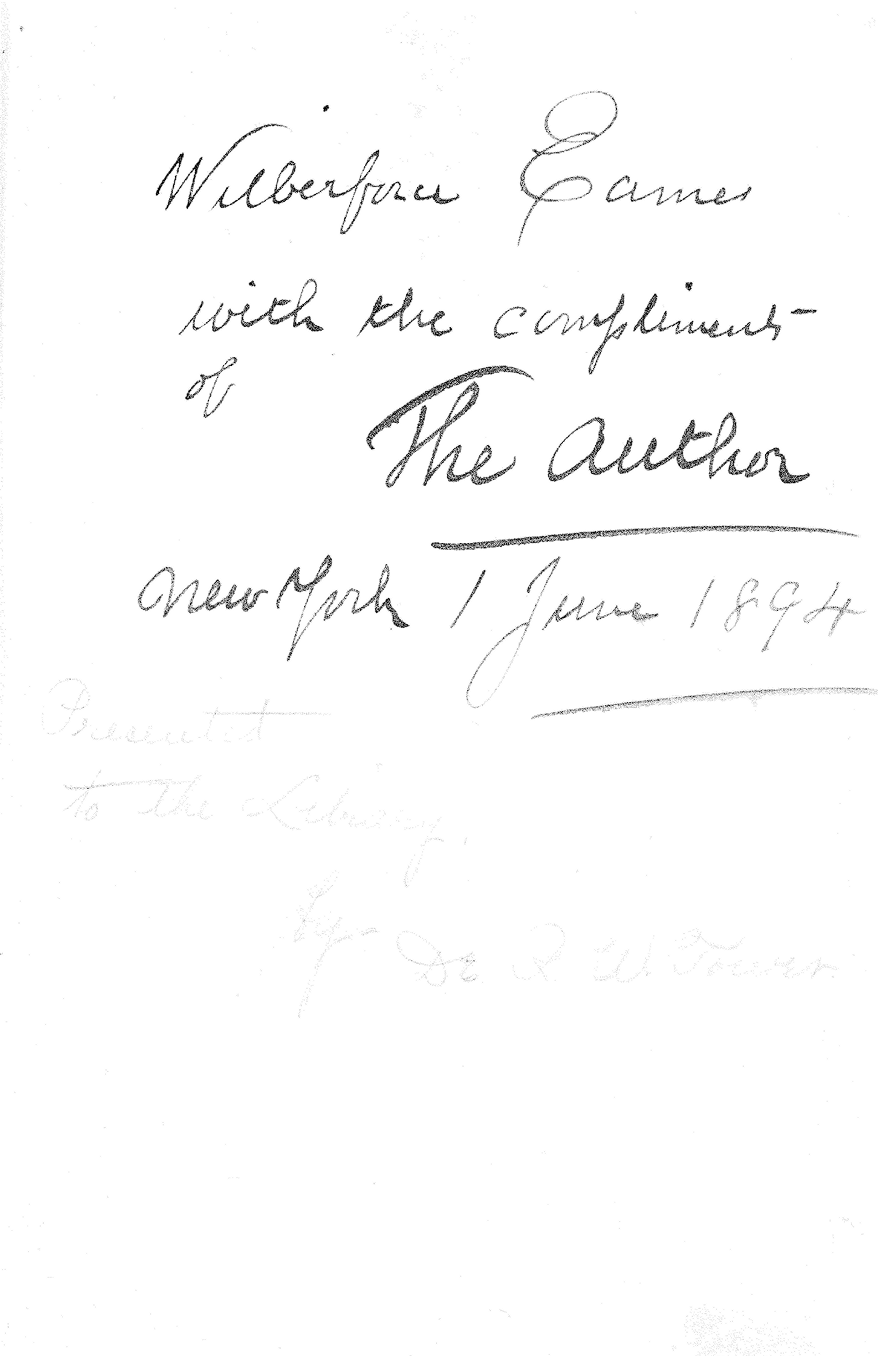 Wilberforce Eames
with the compliments
of
The Author
New York 1 June 1894
Presented
to the Library
by
Dr R. W. Tower